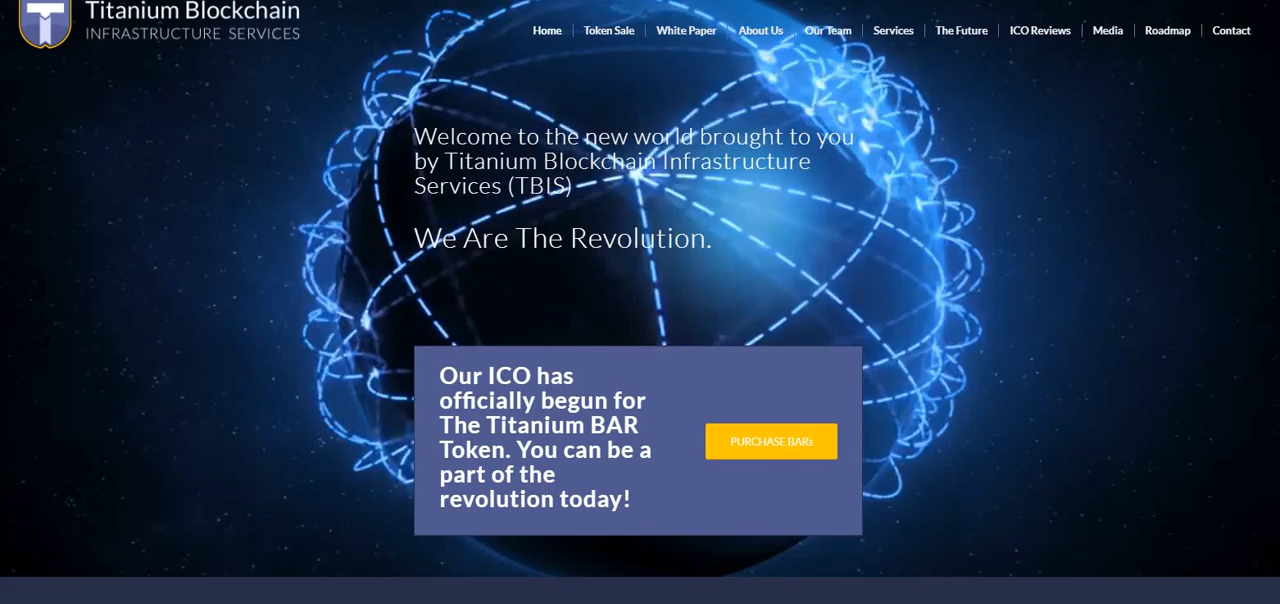 Titanium Blockchain
INFRASTRUCTURE SERVICES
Home
Token Sale
White Paper
About Us
Our Team
Services
The Future
ICO Reviews
Media
Roadmap
Contact
Welcome to the new world brought to you
by Titanium Blockchain Infrastructure
Services (TBIS)
We Are The Revolution.
Our ICO has
officially begun for
The Titanium BAR
Token. You can be a
part of the
revolution today!
PURCHASE BARs